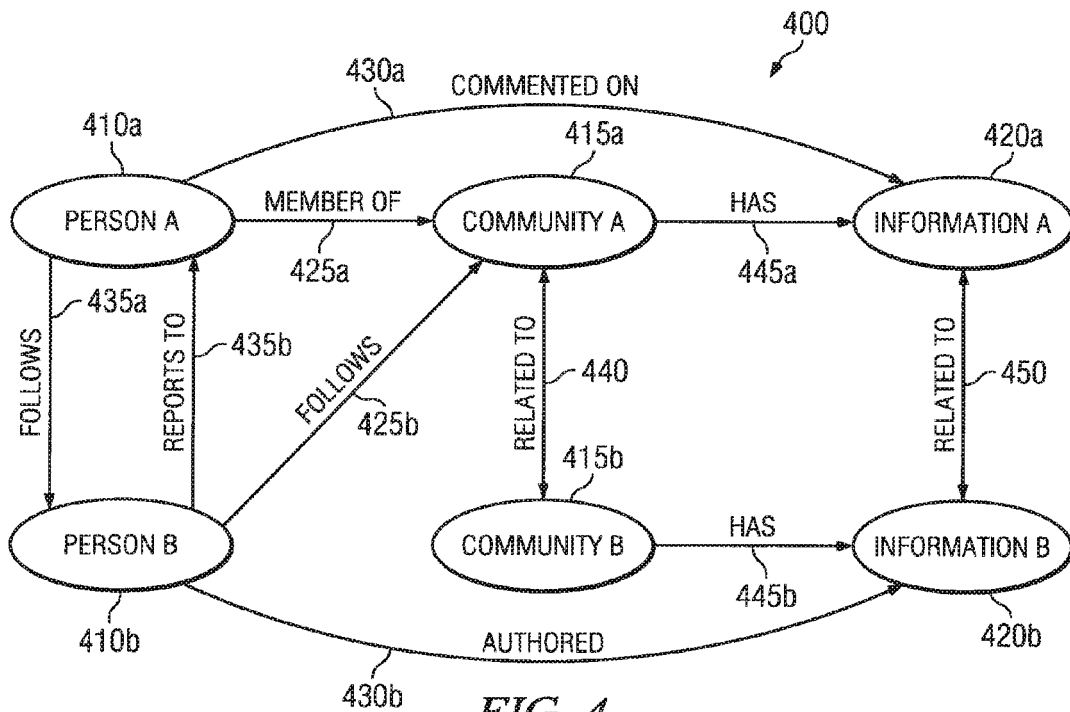 400
430a
COMMENTED ON
410a
415a
420a
PERSON A
MEMBER OF
COMMUNITY A
HAS
INFORMATION A
425a
445a
435a
FOLLOWS
REPORTS TO
435b
FOLLOWS
425b
RELATED TO
440
RELATED TO
450
415b
PERSON B
COMMUNITY B
HAS
INFORMATION B
445b
410b
AUTHORED
420b
430b
FIG. 4